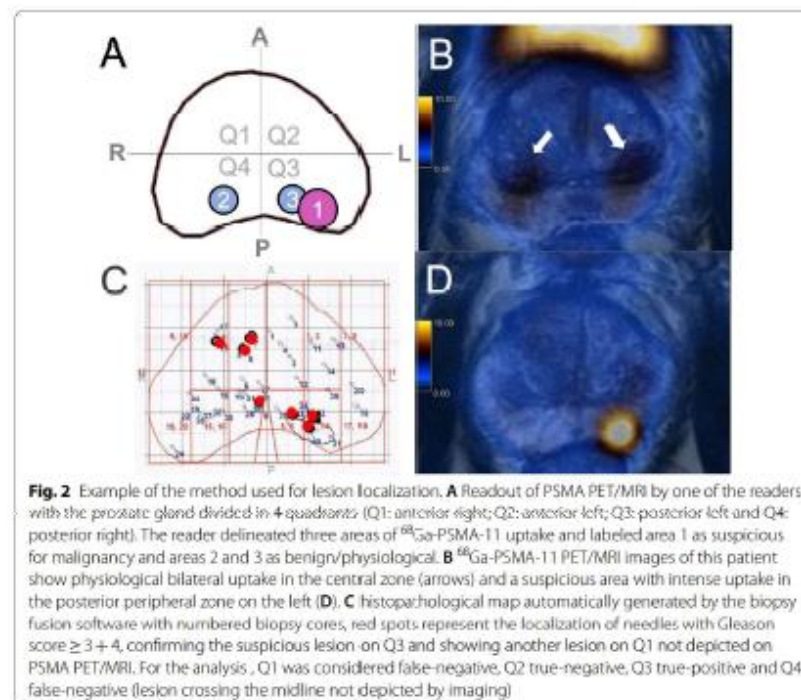 A
A
B
Q1 Q2
R
L
Q4 Q3
2
3
1
P
10.00
0.00
C
D
A
10.00
0.00
P
Fig. 2 Example of the method used for lesion localization. A Readout of PSMA PET/MRI by one of the readers
with the prostate gland divided in 4 quadrants (Q1: anterior right; Q2: anterior left; Q3: posterior left and Q4:
posterior right). The reader delineated three areas of ⁶⁸Ga-PSMA-11 uptake and labeled area 1 as suspicious
for malignancy and areas 2 and 3 as benign/physiological. B ⁶⁸Ga-PSMA-11 PET/MRI images of this patient
show physiological bilateral uptake in the central zone (arrows) and a suspicious area with intense uptake in
the posterior peripheral zone on the left (D). C histopathological map automatically generated by the biopsy
fusion software with numbered biopsy cores, red spots represent the localization of needles with Gleason
score ≥ 3 + 4, confirming the suspicious lesion on Q3 and showing another lesion on Q1 not depicted on
PSMA PET/MRI. For the analysis , Q1 was considered false-negative, Q2 true-negative, Q3 true-positive and Q4
false-negative (lesion crossing the midline not depicted by imaging)